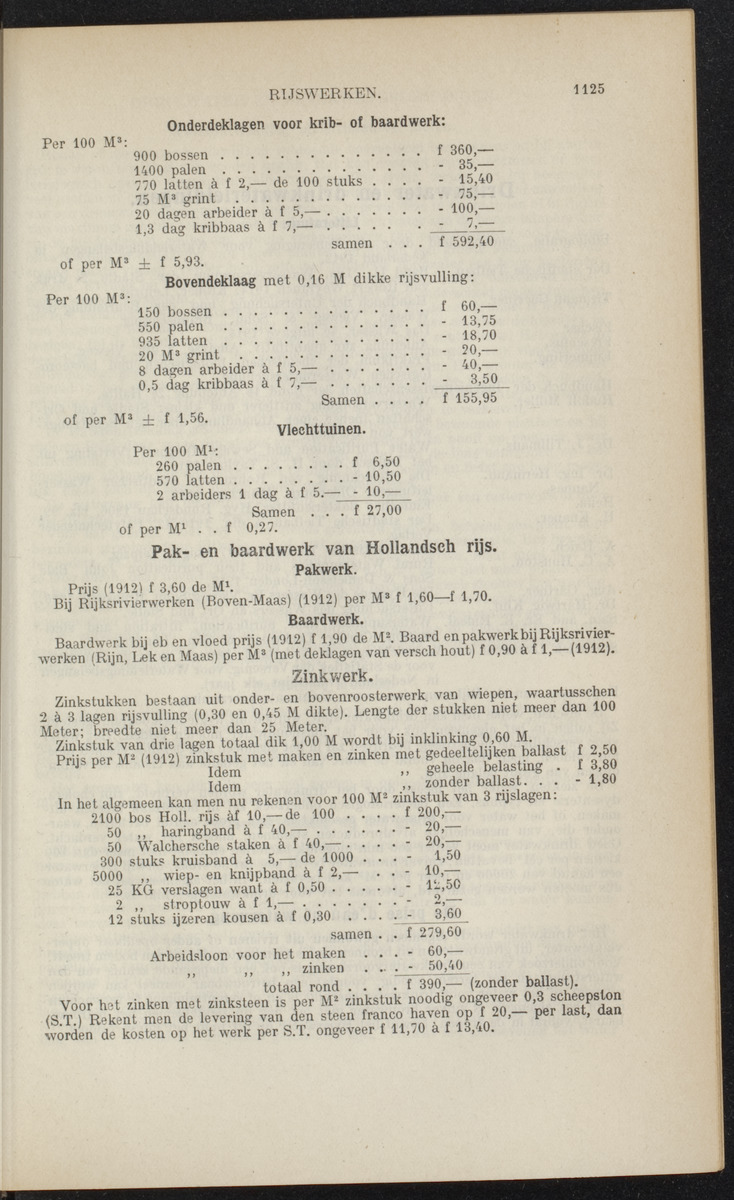 RIJSWERKEN. 1125
Onderdeklagen voor krib- of baardwerk:
Per 100 M³:
900 bossen . . . . . . . . . . . . . . f 360,—
1400 palen . . . . . . . . . . . . . . - 35,—
770 latten à f 2,— de 100 stuks . . . . - 15,40
75 M³ grint . . . . . . . . . . . . . - 75,—
20 dagen arbeider à f 5,— . . . . . . . - 100,—
1,3 dag kribbaas à f 7,— . . . . . . . - 7,—
samen . . . f 592,40
of per M³ ± f 5,93.
Bovendeklaag met 0,16 M dikke rijsvulling:
Per 100 M³:
150 bossen . . . . . . . . . . . . . . f 60,—
550 palen . . . . . . . . . . . . . . - 13,75
935 latten . . . . . . . . . . . . . . - 18,70
20 M³ grint . . . . . . . . . . . . . - 20,—
8 dagen arbeider à f 5,— . . . . . . . - 40,—
0,5 dag kribbaas à f 7,— . . . . . . . - 3,50
Samen . . . . f 155,95
of per M³ ± f 1,56.
Vlechttuinen.
Per 100 M¹:
260 palen . . . . . . . . f 6,50
570 latten . . . . . . . . - 10,50
2 arbeiders 1 dag à f 5.— - 10,—
Samen . . . f 27,00
of per M¹ . . f 0,27.
Pak- en baardwerk van Hollandsch rijs.
Pakwerk.
Prijs (1912) f 3,60 de M¹.
Bij Rijksrivierwerken (Boven-Maas) (1912) per M³ f 1,60—f 1,70.
Baardwerk.
Baardwerk bij eb en vloed prijs (1912) f 1,90 de M². Baard en pakwerk bij Rijksrivier-
werken (Rijn, Lek en Maas) per M³ (met deklagen van versch hout) f 0,90 à f 1,— (1912).
Zinkwerk.
Zinkstukken bestaan uit onder- en bovenroosterwerk van wiepen, waartusschen
2 à 3 lagen rijsvulling (0,30 en 0,45 M dikte). Lengte der stukken niet meer dan 100
Meter; breedte niet meer dan 25 Meter.
Zinkstuk van drie lagen totaal dik 1,00 M wordt bij inklinking 0,60 M.
Prijs per M² (1912) zinkstuk met maken en zinken met gedeeltelijken ballast f 2,50
Idem ,, geheele belasting . f 3,80
Idem ,, zonder ballast. . . - 1,80
In het algemeen kan men nu rekenen voor 100 M² zinkstuk van 3 rijslagen:
2100 bos Holl. rijs àf 10,— de 100 . . . . f 200,—
50 ,, haringband à f 40,— . . . . . . - 20,—
50 Walchersche staken à f 40,— . . . . - 20,—
300 stuks kruisband à 5,— de 1000 . . . - 1,50
5000 ,, wiep- en knijpband à f 2,— . . - 10,—
25 KG verslagen want à f 0,50 . . . . . - 12,50
2 ,, stroptouw à f 1,— . . . . . . . - 2,—
12 stuks ijzeren kousen à f 0,30 . . . . - 3,60
samen . . f 279,60
Arbeidsloon voor het maken . . . - 60,—
,, ,, ,, zinken . . . - 50,40
totaal rond . . . . f 390,— (zonder ballast).
Voor het zinken met zinksteen is per M² zinkstuk noodig ongeveer 0,3 scheepston
(S.T.) Rekent men de levering van den steen franco haven op f 20,— per last, dan
worden de kosten op het werk per S.T. ongeveer f 11,70 à f 13,40.